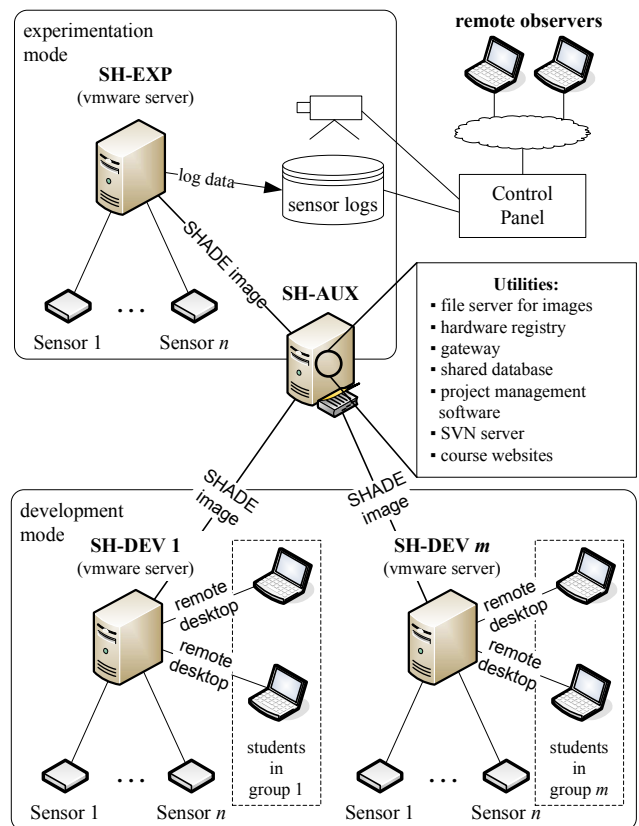 experimentation
mode
remote observers
SH-EXP
(vmware server)
log data
sensor logs
Control
Panel
SHADE image
SH-AUX
Sensor 1
. . .
Sensor n
Utilities:
▪ file server for images
▪ hardware registry
▪ gateway
▪ shared database
▪ project management
software
▪ SVN server
▪ course websites
SHADE
image
SHADE
image
development
mode
SH-DEV 1
(vmware server)
remote
desktop
remote
desktop
Sensor 1
. . .
Sensor n
students
in
group 1
SH-DEV m
(vmware server)
remote
desktop
remote
desktop
Sensor 1
. . .
Sensor n
students
in
group m